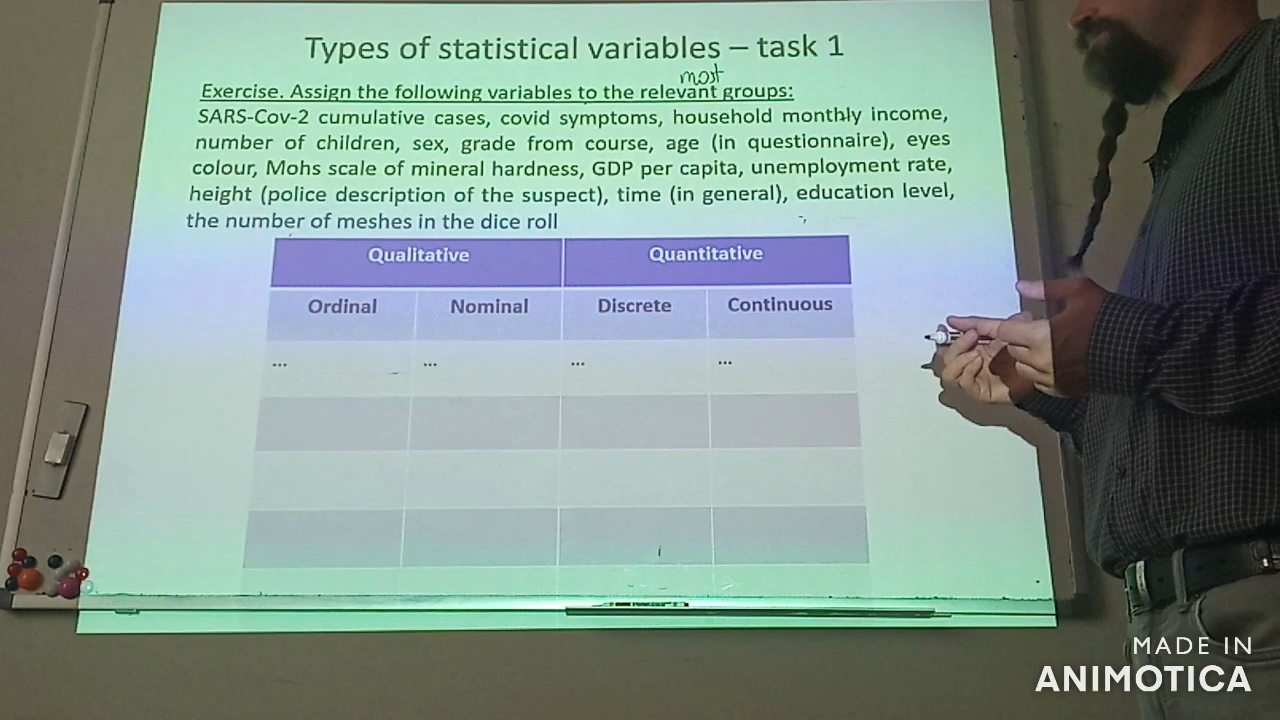 Types of statistical variables – task 1
most
Exercise. Assign the following variables to the relevant groups:
SARS-Cov-2 cumulative cases, covid symptoms, household monthly income,
number of children, sex, grade from course, age (in questionnaire), eyes
colour, Mohs scale of mineral hardness, GDP per capita, unemployment rate,
height (police description of the suspect), time (in general), education level,
the number of meshes in the dice roll
Qualitative Quantitative
Ordinal Nominal Discrete Continuous
... ... ... ...
MADE IN
ANIMOTICA